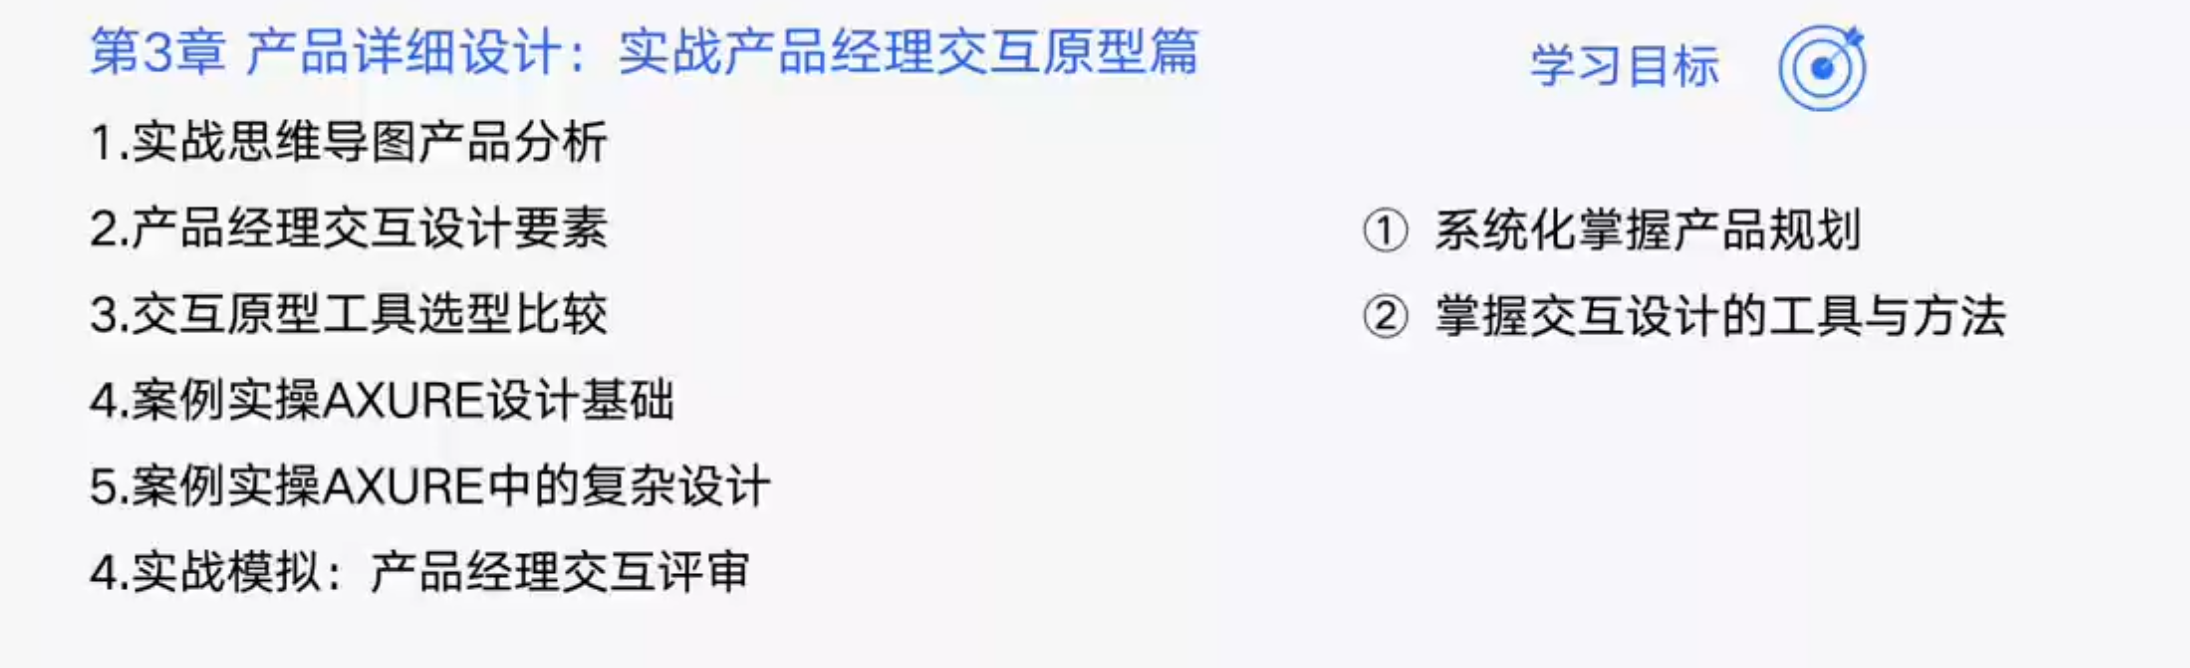 第3章 产品详细设计：实战产品经理交互原型篇
1.实战思维导图产品分析
2.产品经理交互设计要素
3.交互原型工具选型比较
4.案例实操AXURE设计基础
5.案例实操AXURE中的复杂设计
4.实战模拟：产品经理交互评审
学习目标
① 系统化掌握产品规划
② 掌握交互设计的工具与方法